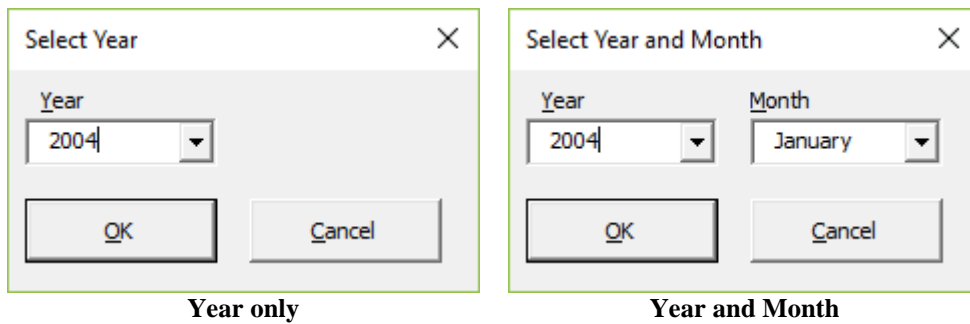 Select Year
Year
2004
OK Cancel
Year only
Select Year and Month
Year Month
2004 January
OK Cancel
Year and Month